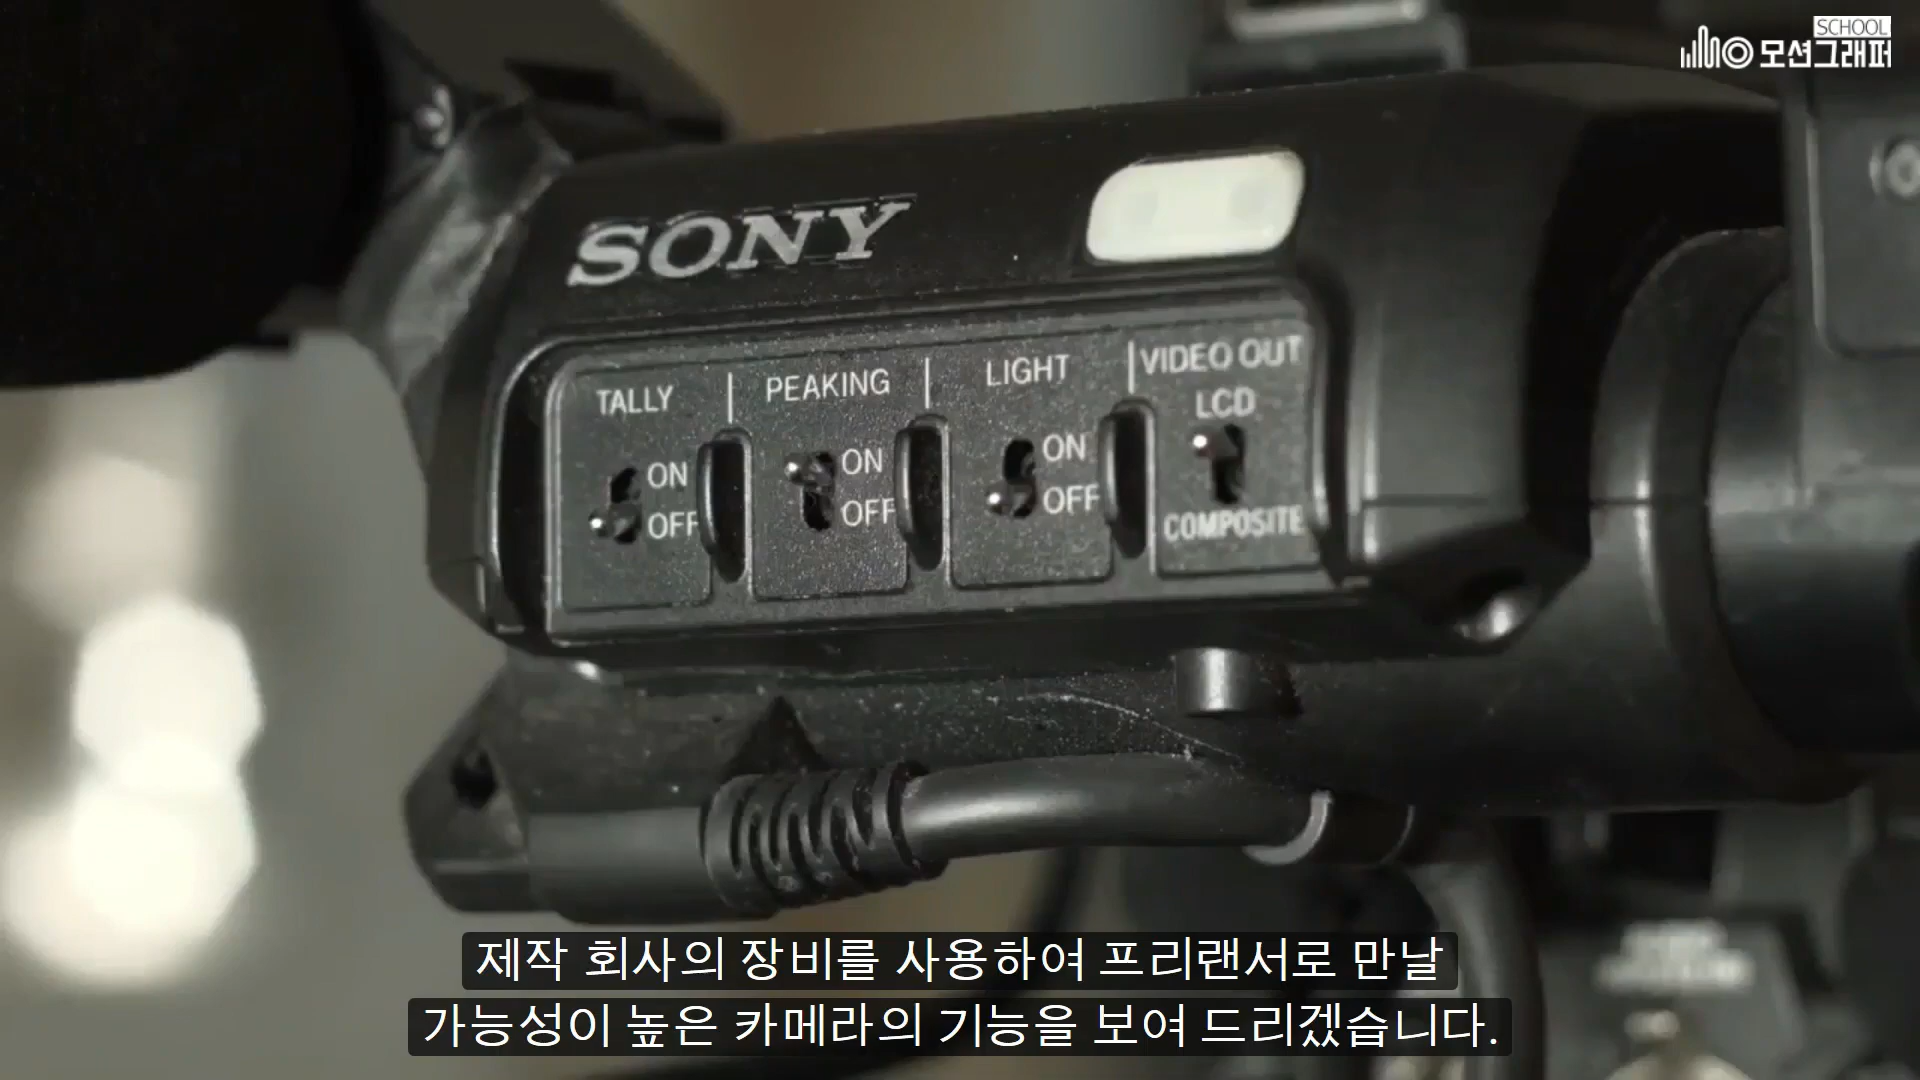 SCHOOL
모션그래퍼
SONY
TALLY
PEAKING
LIGHT
VIDEO OUT
LCD
ON
OFF
ON
OFF
ON
OFF
COMPOSITE
제작 회사의 장비를 사용하여 프리랜서로 만날
가능성이 높은 카메라의 기능을 보여 드리겠습니다.